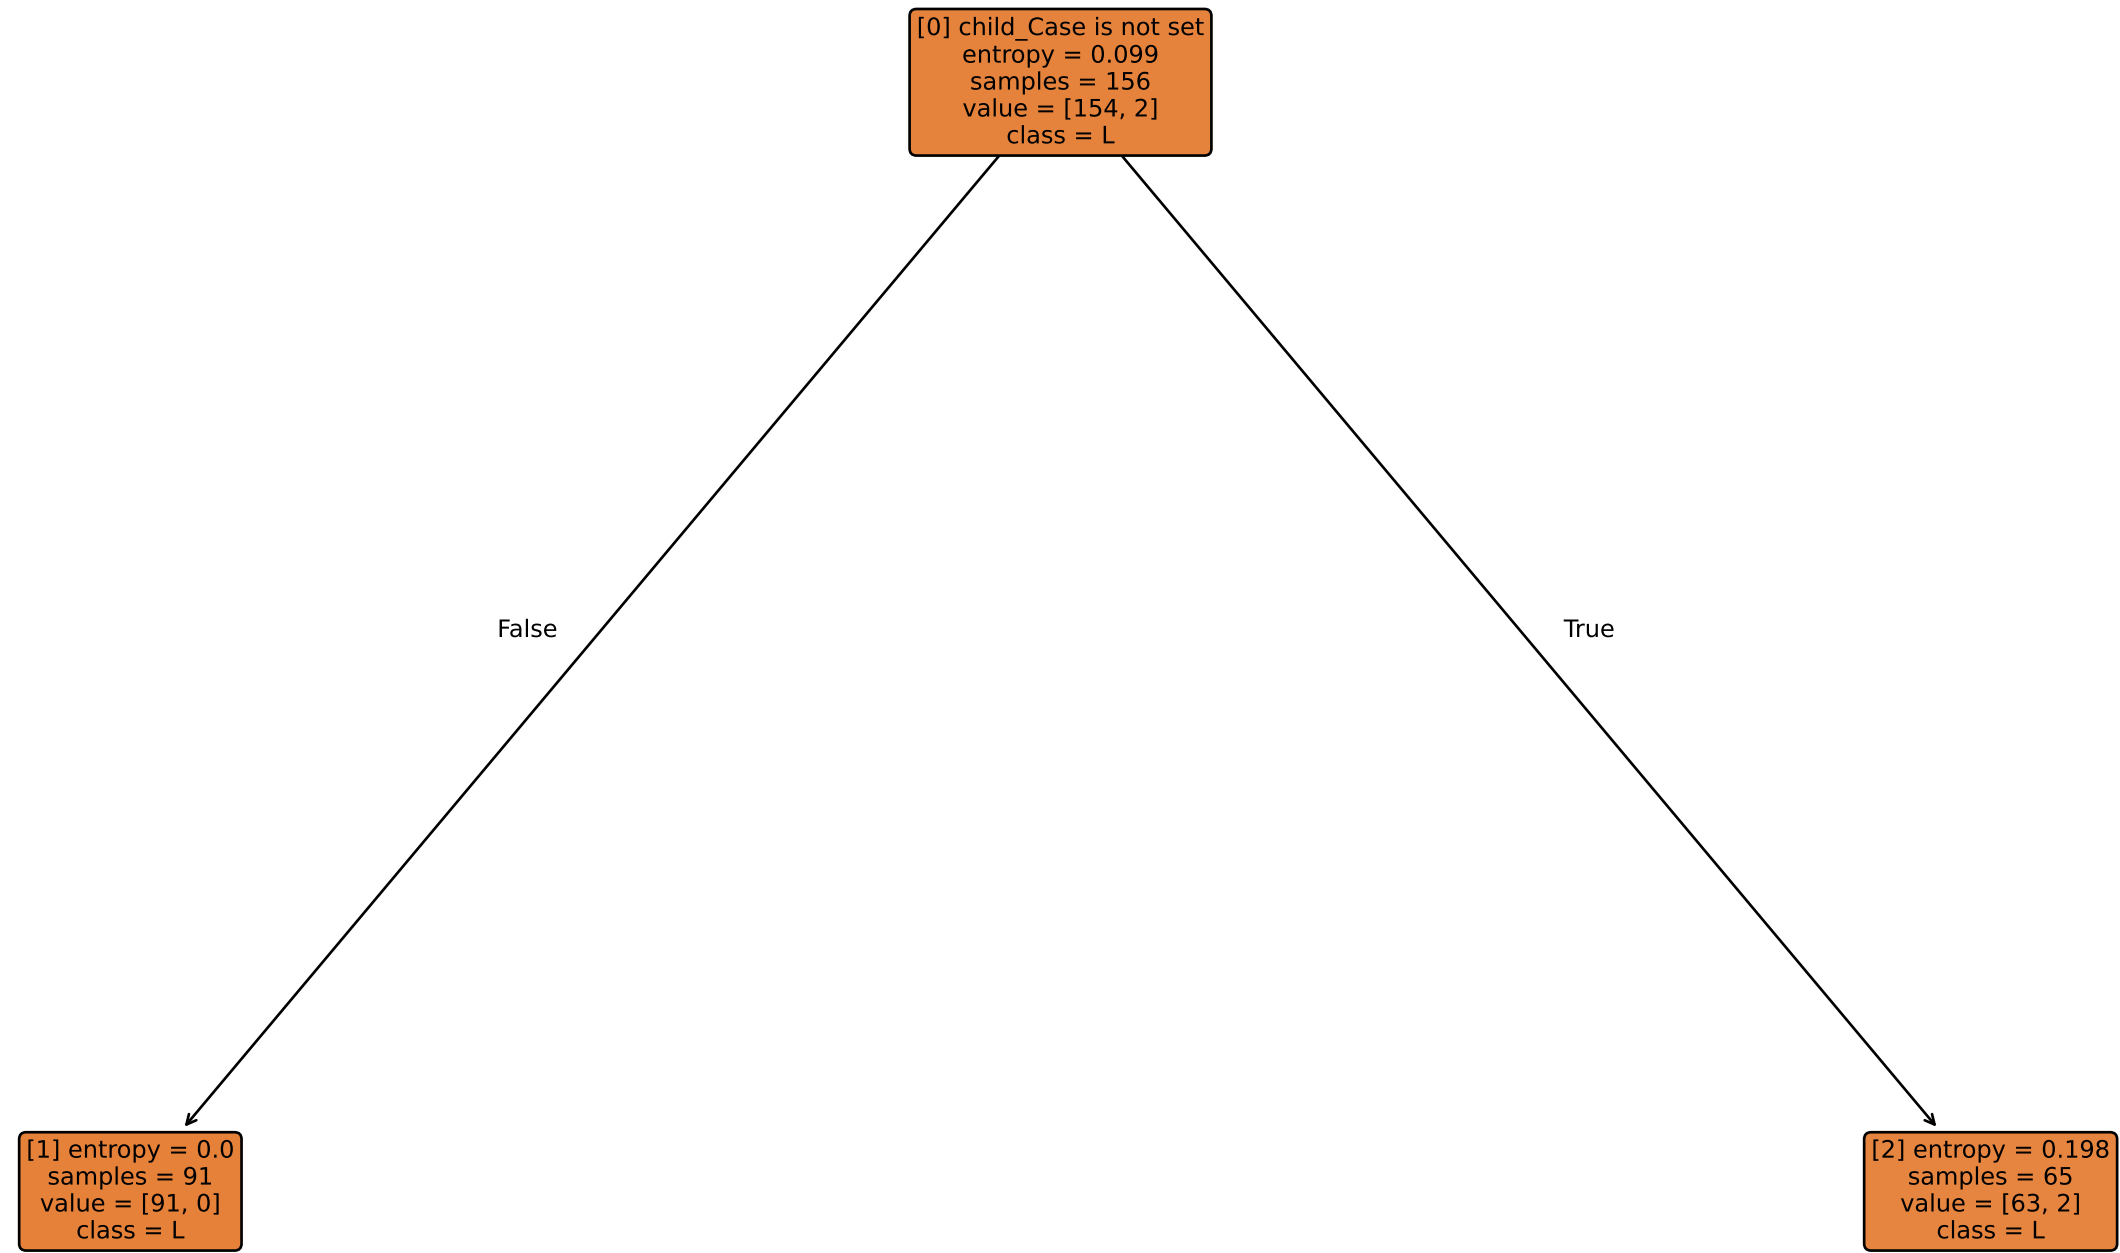 [0] child_Case is not set
entropy = 0.099
samples = 156
value = [154, 2]
class = L
False
True
[1] entropy = 0.0
samples = 91
value = [91, 0]
class = L
[2] entropy = 0.198
samples = 65
value = [63, 2]
class = L